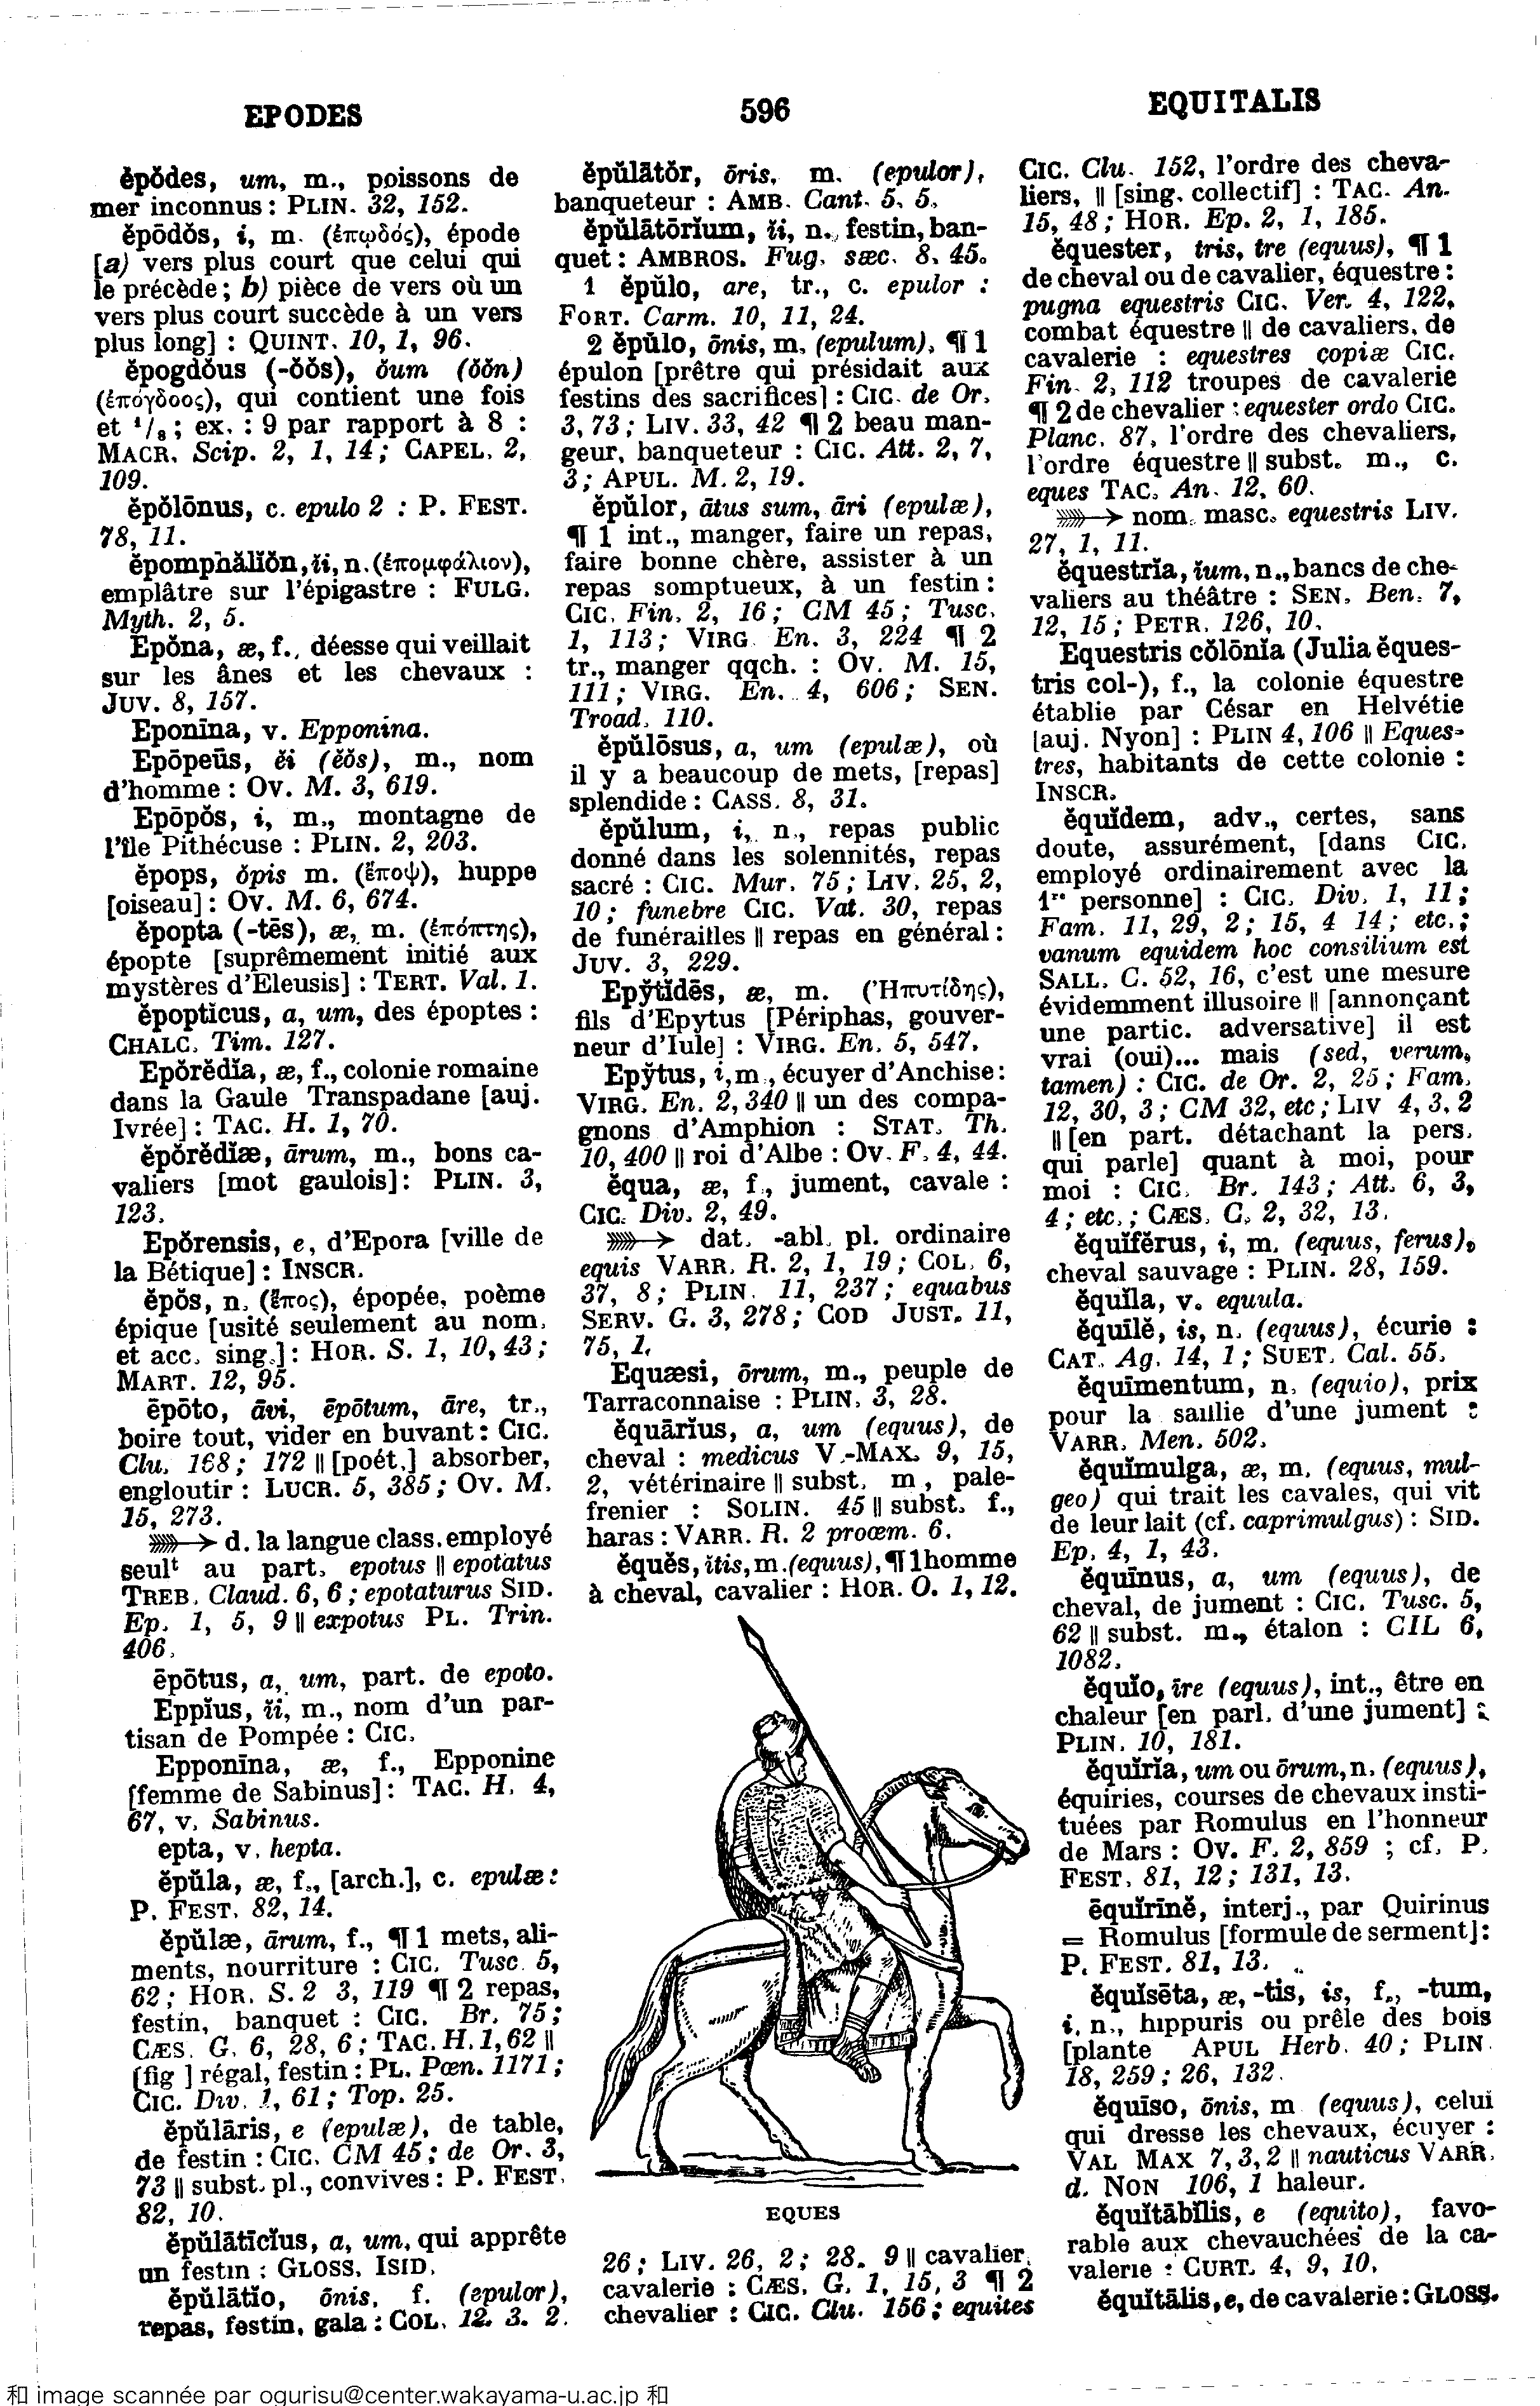 EPODES
596
EQUITALIS
ĕpŏdes, um, m., poissons de
mer inconnus : PLIN. 32, 152.
ĕpōdŏs, i, m. (ἐπῳδός), épode
[a) vers plus court que celui qui
le précède ; b) pièce de vers où un
vers plus court succède à un vers
plus long] : QUINT. 10, 1, 96.
ĕpogdŏus (-ŏŏs), ŏum (ŏŏn)
(ἐπόγδοος), qui contient une fois
et ¹/₈ ; ex. : 9 par rapport à 8 :
MACR. Scip. 2, 1, 14 ; CAPEL. 2,
109.
ĕpŏlōnus, c. epulo 2 : P. FEST.
78, 11.
ĕpomphălĭŏn, ĭi, n. (ἐπομφάλιον),
emplâtre sur l'épigastre : FULG.
Myth. 2, 5.
Epŏna, æ, f., déesse qui veillait
sur les ânes et les chevaux :
JUV. 8, 157.
Eponīna, v. Epponina.
Epōpeūs, ĕi (ĕŏs), m., nom
d'homme : OV. M. 3, 619.
Epōpŏs, i, m., montagne de
l'île Pithécuse : PLIN. 2, 203.
ĕpops, ŏpis m. (ἔποψ), huppe
[oiseau] : OV. M. 6, 674.
ĕpopta (-tēs), æ, m. (ἐπόπτης),
épopte [suprêmement initié aux
mystères d'Eleusis] : TERT. Val. 1.
ĕpoptĭcus, a, um, des époptes :
CHALC. Tim. 127.
Epŏrĕdĭa, æ, f., colonie romaine
dans la Gaule Transpadane [auj.
Ivrée] : TAC. H. 1, 70.
ĕpŏrĕdĭæ, ārum, m., bons ca-
valiers [mot gaulois] : PLIN. 3,
123.
Epŏrensis, e, d'Epora [ville de
la Bétique] : INSCR.
ĕpŏs, n. (ἔπος), épopée, poème
épique [usité seulement au nom.
et acc. sing.] : HOR. S. 1, 10, 43 ;
MART. 12, 95.
ēpōto, āvi, ēpōtum, āre, tr.,
boire tout, vider en buvant : CIC.
Clu. 168 ; 172 || [poét.] absorber,
engloutir : LUCR. 5, 385 ; OV. M.
15, 273.
➳ d. la langue class. employé
seulᵗ au part. epotus || epotatus
TREB. Claud. 6, 6 ; epotaturus SID.
Ep. 1, 5, 9 || expotus PL. Trin.
406.
ēpōtus, a, um, part. de epoto.
Eppĭus, ĭi, m., nom d'un par-
tisan de Pompée : CIC.
Epponīna, æ, f., Epponine
[femme de Sabinus] : TAC. H. 4,
67, v. Sabinus.
epta, v. hepta.
ĕpŭla, æ, f., [arch.], c. epulæ :
P. FEST. 82, 14.
ĕpŭlæ, ārum, f., ¶ 1 mets, ali-
ments, nourriture : CIC. Tusc. 5,
62 ; HOR. S. 2 3, 119 ¶ 2 repas,
festin, banquet : CIC. Br. 75 ;
CÆS. G. 6, 28, 6 ; TAC. H. 1, 62 ||
[fig ] régal, festin : PL. Pœn. 1171 ;
CIC. Div. 1, 61 ; Top. 25.
ĕpŭlāris, e (epulæ), de table,
de festin : CIC. CM 45 ; de Or. 3,
73 || subst. pl., convives : P. FEST.
82, 10.
ĕpŭlātĭcĭus, a, um, qui apprête
un festin : GLOSS. ISID.
ĕpŭlātĭo, ōnis, f. (epulor),
repas, festin, gala : COL. 12. 3. 2.
ĕpŭlātŏr, ōris, m. (epulor),
banqueteur : AMB. Cant. 5, 5.
ĕpŭlātōrĭum, ĭi, n., festin, ban-
quet : AMBROS. Fug. sæc. 8, 45.
1 ĕpŭlo, are, tr., c. epulor :
FORT. Carm. 10, 11, 24.
2 ĕpŭlo, ōnis, m. (epulum), ¶ 1
épulon [prêtre qui présidait aux
festins des sacrifices] : CIC. de Or.
3, 73 ; LIV. 33, 42 ¶ 2 beau man-
geur, banqueteur : CIC. Att. 2, 7,
3 ; APUL. M. 2, 19.
ĕpŭlor, ātus sum, āri (epulæ),
¶ 1 int., manger, faire un repas,
faire bonne chère, assister à un
repas somptueux, à un festin :
CIC. Fin. 2, 16 ; CM 45 ; Tusc.
1, 113 ; VIRG. En. 3, 224 ¶ 2
tr., manger qqch. : OV. M. 15,
111 ; VIRG. En. 4, 606 ; SEN.
Troad. 110.
ĕpŭlōsus, a, um (epulæ), où
il y a beaucoup de mets, [repas]
splendide : CASS. 8, 31.
ĕpŭlum, i, n., repas public
donné dans les solennités, repas
sacré : CIC. Mur. 75 ; LIV. 25, 2,
10 ; funebre CIC. Vat. 30, repas
de funérailles || repas en général :
JUV. 3, 229.
Epўtĭdēs, æ, m. (Ἠπυτίδης),
fils d'Epytus [Périphas, gouver-
neur d'Iule] : VIRG. En. 5, 547.
Epўtus, i, m., écuyer d'Anchise :
VIRG. En. 2, 340 || un des compa-
gnons d'Amphion : STAT. Th.
10, 400 || roi d'Albe : OV. F. 4, 44.
ĕqua, æ, f., jument, cavale :
CIC. Div. 2, 49.
➳ dat. -abl. pl. ordinaire
equis VARR. R. 2, 1, 19 ; COL. 6,
37, 8 ; PLIN. 11, 237 ; equabus
SERV. G. 3, 278 ; COD JUST. 11,
75, 1.
Equæsi, ōrum, m., peuple de
Tarraconnaise : PLIN. 3, 28.
ĕquārĭus, a, um (equus), de
cheval : medicus V.-MAX. 9, 15,
2, vétérinaire || subst. m , pale-
frenier : SOLIN. 45 || subst. f.,
haras : VARR. R. 2 proœm. 6.
ĕquĕs, ĭtis, m. (equus), ¶ 1 homme
à cheval, cavalier : HOR. O. 1, 12.
EQUES
26 ; LIV. 26, 2 ; 28. 9 || cavalier,
cavalerie : CÆS. G. 1, 15, 3 ¶ 2
chevalier : CIC. Clu. 156 ; equites
CIC. Clu. 152, l'ordre des cheva-
liers, || [sing. collectif] : TAC. An.
15, 48 ; HOR. Ep. 2, 1, 185.
ĕquester, tris, tre (equus), ¶ 1
de cheval ou de cavalier, équestre :
pugna equestris CIC. Ver. 4, 122,
combat équestre || de cavaliers, de
cavalerie : equestres copiæ CIC.
Fin. 2, 112 troupes de cavalerie
¶ 2 de chevalier : equester ordo CIC.
Planc. 87, l'ordre des chevaliers,
l'ordre équestre || subst. m., c.
eques TAC. An. 12, 60.
➳ nom. masc. equestris LIV.
27, 1, 11.
ĕquestrĭa, ĭum, n., bancs de che-
valiers au théâtre : SEN. Ben. 7,
12, 15 ; PETR. 126, 10.
Equestris cŏlōnĭa (Julia ĕques-
tris col-), f., la colonie équestre
établie par César en Helvétie
[auj. Nyon] : PLIN 4, 106 || Eques-
tres, habitants de cette colonie :
INSCR.
ĕquĭdem, adv., certes, sans
doute, assurément, [dans CIC.
employé ordinairement avec la
1ʳᵉ personne] : CIC. Div. 1, 11 ;
Fam. 11, 29, 2 ; 15, 4 14 ; etc. ;
vanum equidem hoc consilium est
SALL. C. 52, 16, c'est une mesure
évidemment illusoire || [annonçant
une partic. adversative] il est
vrai (oui)... mais (sed, verum,
tamen) : CIC. de Or. 2, 25 ; Fam.
12, 30, 3 ; CM 32, etc ; LIV 4, 3, 2
|| [en part. détachant la pers.
qui parle] quant à moi, pour
moi : CIC. Br. 143 ; Att. 6, 3,
4 ; etc. ; CÆS. C. 2, 32, 13.
ĕquĭfĕrus, i, m. (equus, ferus),
cheval sauvage : PLIN. 28, 159.
ĕquĭla, v. equula.
ĕquīlĕ, is, n. (equus), écurie :
CAT. Ag. 14, 1 ; SUET. Cal. 55.
ĕquīmentum, n. (equio), prix
pour la saillie d'une jument :
VARR. Men. 502.
ĕquĭmulga, æ, m. (equus, mul-
geo) qui trait les cavales, qui vit
de leur lait (cf. caprimulgus) : SID.
Ep. 4, 1, 43.
ĕquīnus, a, um (equus), de
cheval, de jument : CIC. Tusc. 5,
62 || subst. m., étalon : CIL 6,
1082.
ĕquĭo, īre (equus), int., être en
chaleur [en parl. d'une jument] :
PLIN. 10, 181.
ĕquīrĭa, um ou ōrum, n. (equus),
équiries, courses de chevaux insti-
tuées par Romulus en l'honneur
de Mars : OV. F. 2, 859 ; cf. P.
FEST. 81, 12 ; 131, 13.
ēquĭrīnĕ, interj., par Quirinus
= Romulus [formule de serment] :
P. FEST. 81, 13.
ĕquĭsēta, æ, -tis, is, f., -tum,
i, n., hippuris ou prêle des bois
[plante APUL Herb. 40 ; PLIN.
18, 259 ; 26, 132.
ĕquīso, ōnis, m (equus), celui
qui dresse les chevaux, écuyer :
VAL MAX 7, 3, 2 || nauticus VARR.
d. NON 106, 1 haleur.
ĕquĭtābĭlis, e (equito), favo-
rable aux chevauchées de la ca-
valerie : CURT. 4, 9, 10.
ĕquĭtālis, e, de cavalerie : GLOSS.
和 image scannée par ogurisu@center.wakayama-u.ac.jp 和